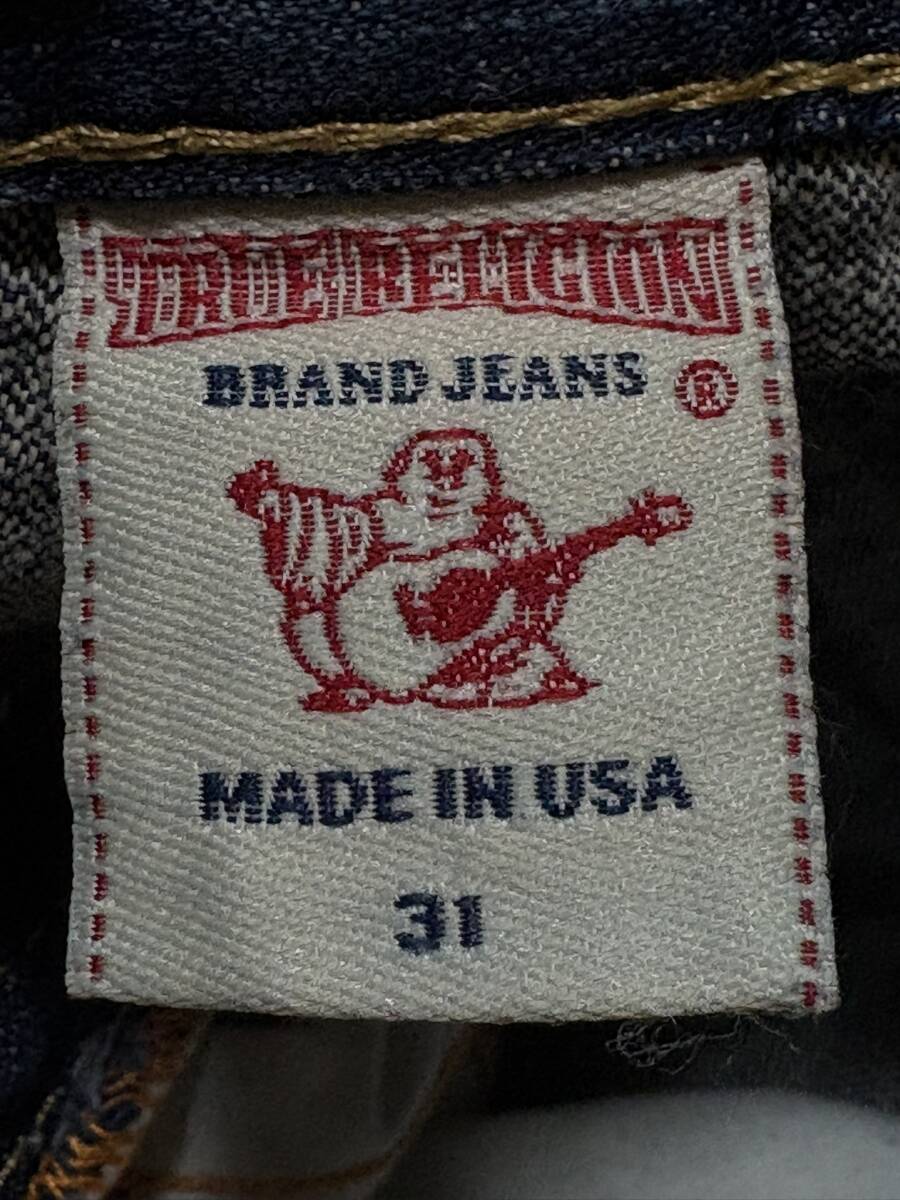 TRUE RELIGION
BRAND JEANS ®
MADE IN USA
31